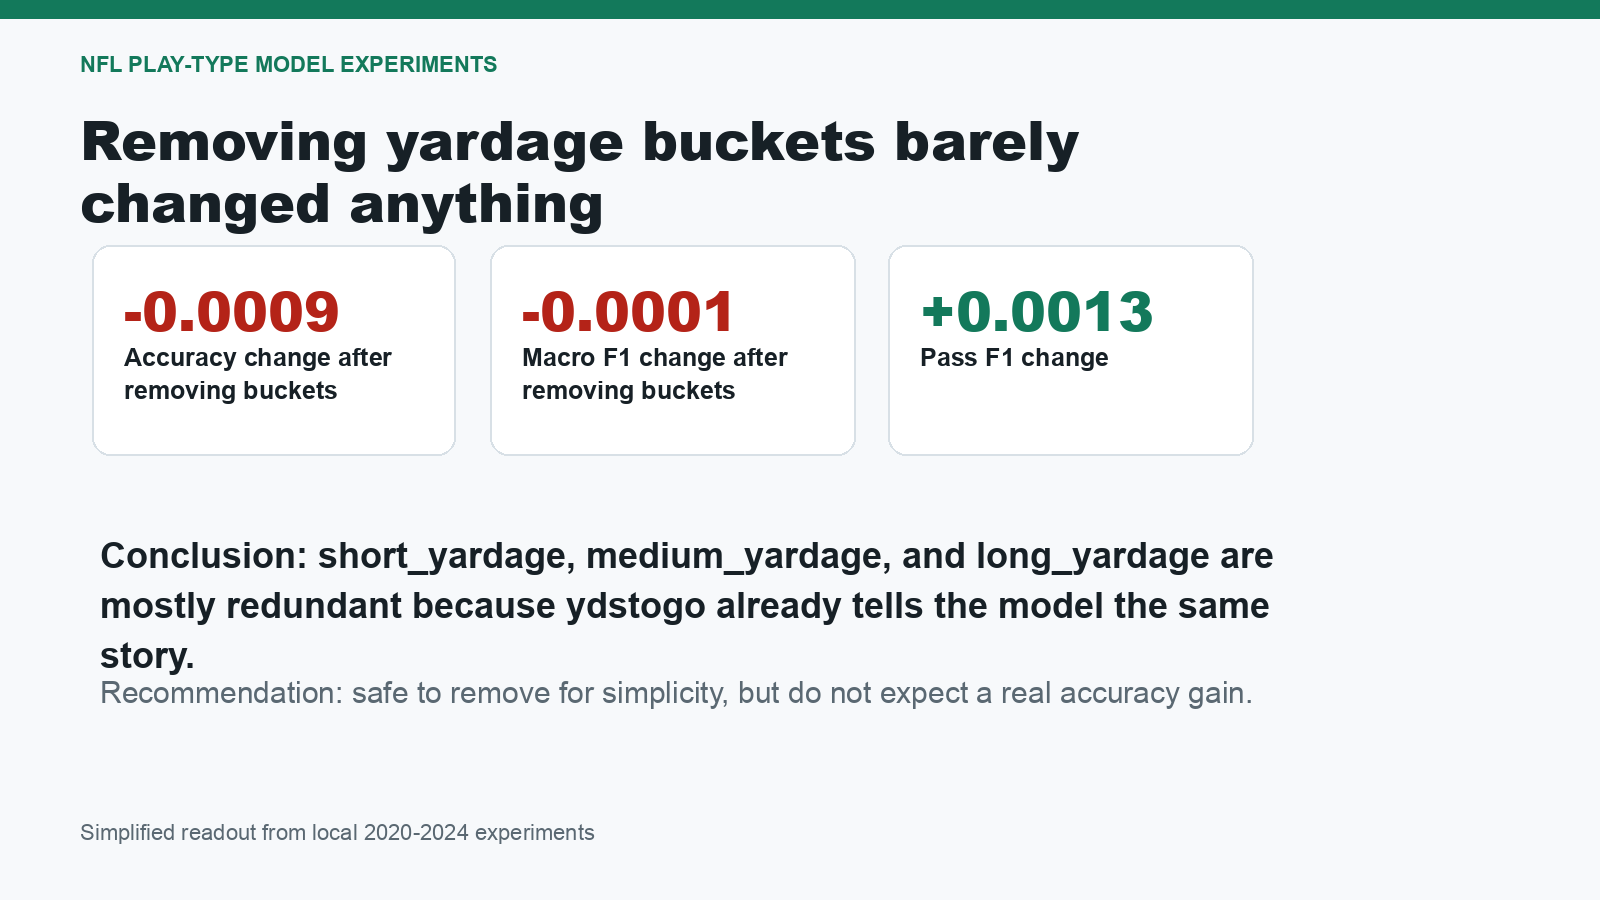 NFL PLAY-TYPE MODEL EXPERIMENTS
Removing yardage buckets barely
changed anything
-0.0009
Accuracy change after
removing buckets
-0.0001
Macro F1 change after
removing buckets
+0.0013
Pass F1 change
Conclusion: short_yardage, medium_yardage, and long_yardage are
mostly redundant because ydstogo already tells the model the same
story.
Recommendation: safe to remove for simplicity, but do not expect a real accuracy gain.
Simplified readout from local 2020-2024 experiments